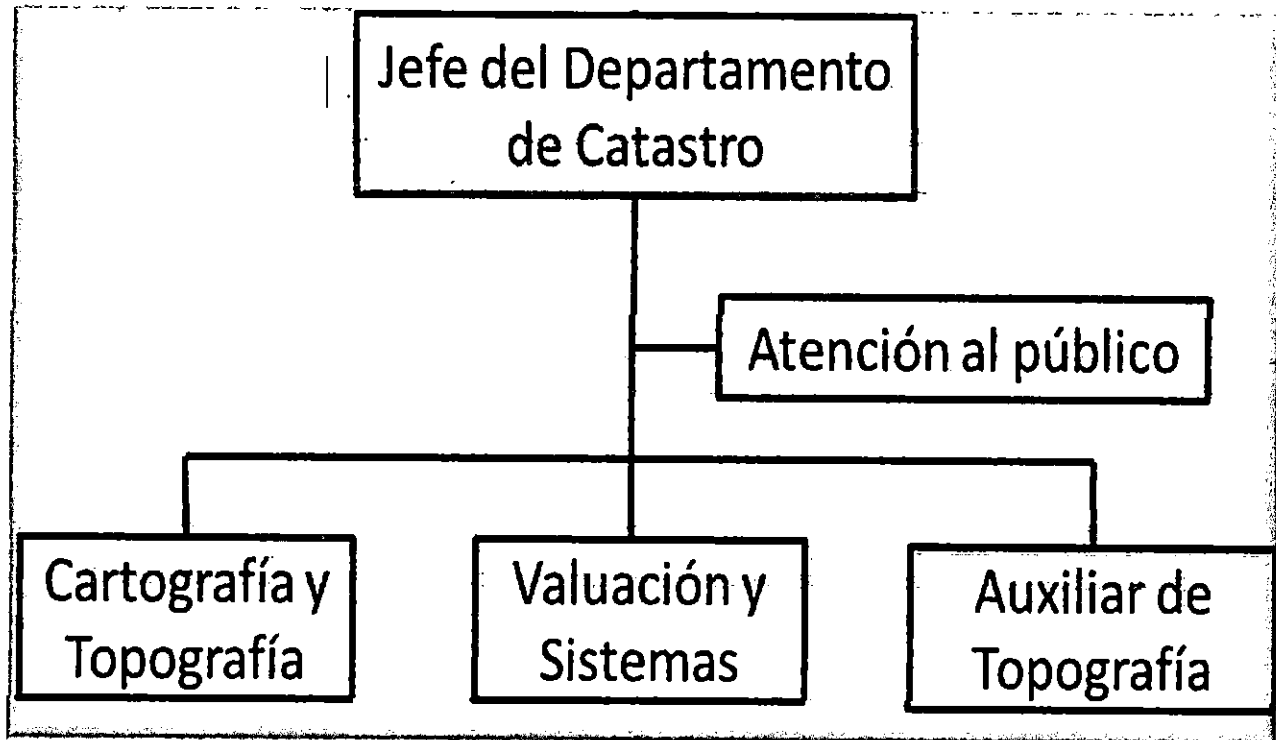 Jefe del Departamento
de Catastro
Atención al público
Cartografía y
Topografía
Valuación y
Sistemas
Auxiliar de
Topografía